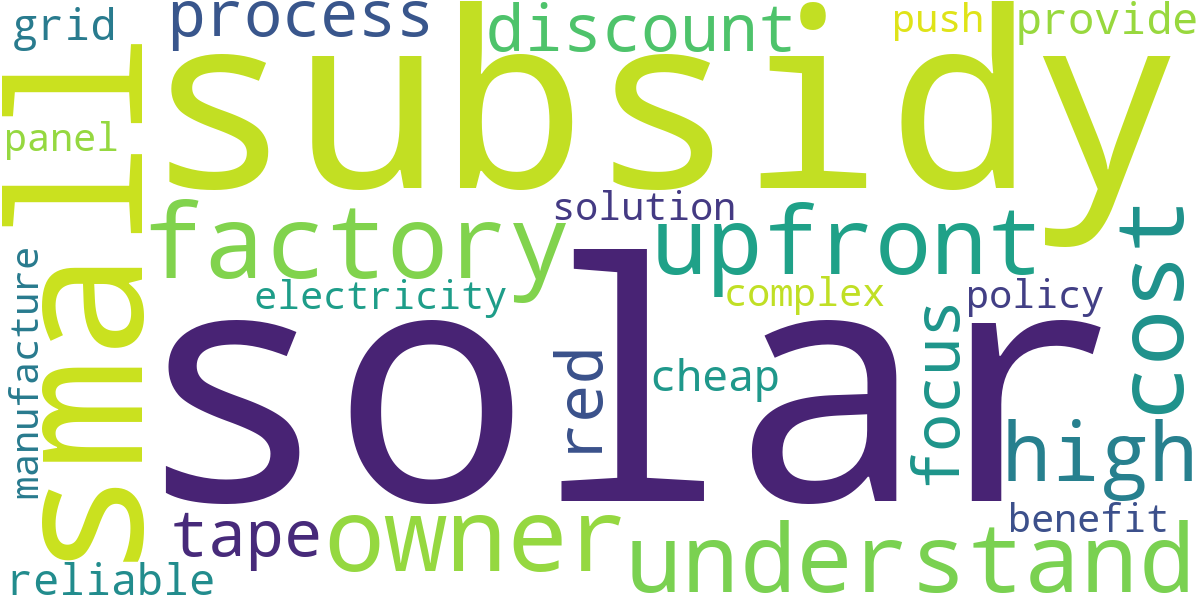 grid
process
discount
push
provide
subsidy
small
panel
solution
factory
upfront
cost
electricity
complex
policy
solar
manufacture
red
cheap
focus
high
tape
owner
understand
benefit
reliable